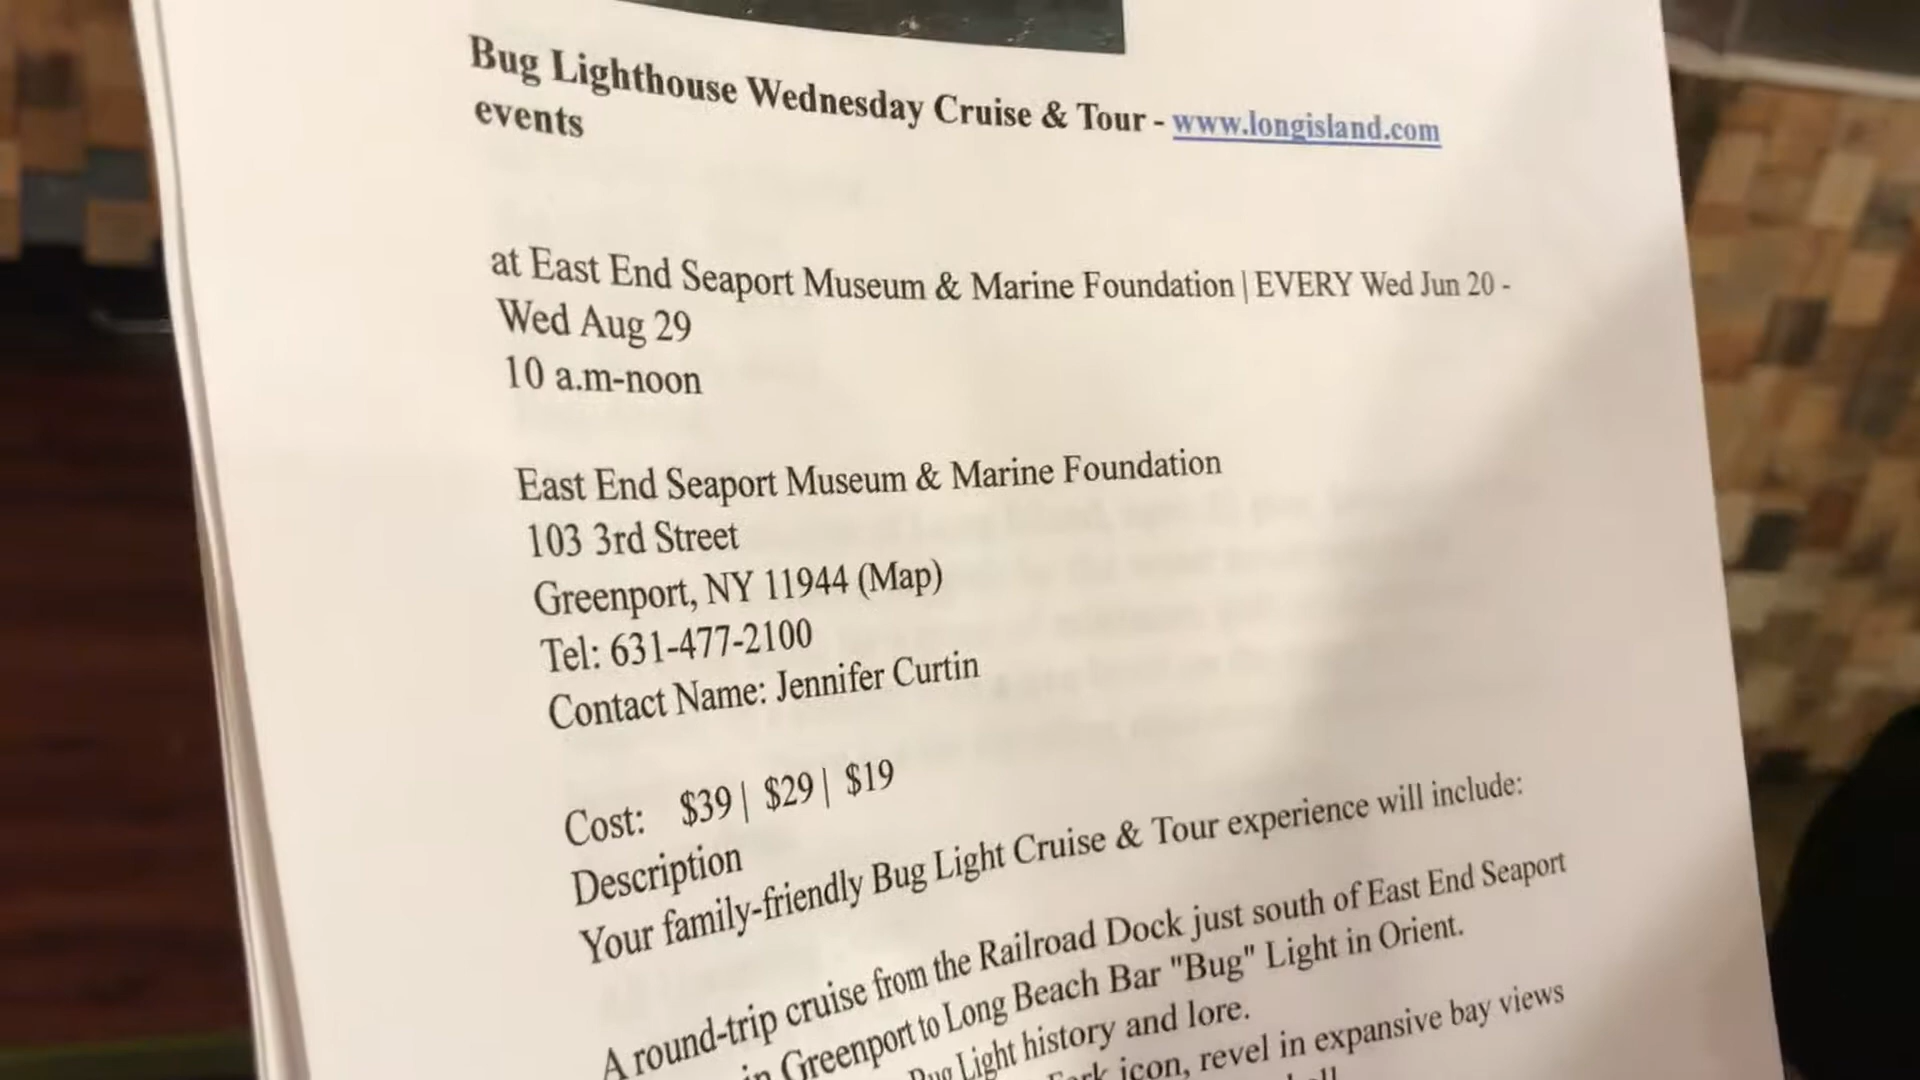 Bug Lighthouse Wednesday Cruise & Tour - www.longisland.com
events
at East End Seaport Museum & Marine Foundation | EVERY Wed Jun 20 -
Wed Aug 29
10 a.m-noon
East End Seaport Museum & Marine Foundation
103 3rd Street
Greenport, NY 11944 (Map)
Tel: 631-477-2100
Contact Name: Jennifer Curtin
Cost: $39 | $29 | $19
Description
Your family-friendly Bug Light Cruise & Tour experience will include:
A round-trip cruise from the Railroad Dock just south of East End Seaport
in Greenport to Long Beach Bar "Bug" Light in Orient.
Bug Light history and lore.
icon, revel in expansive bay views